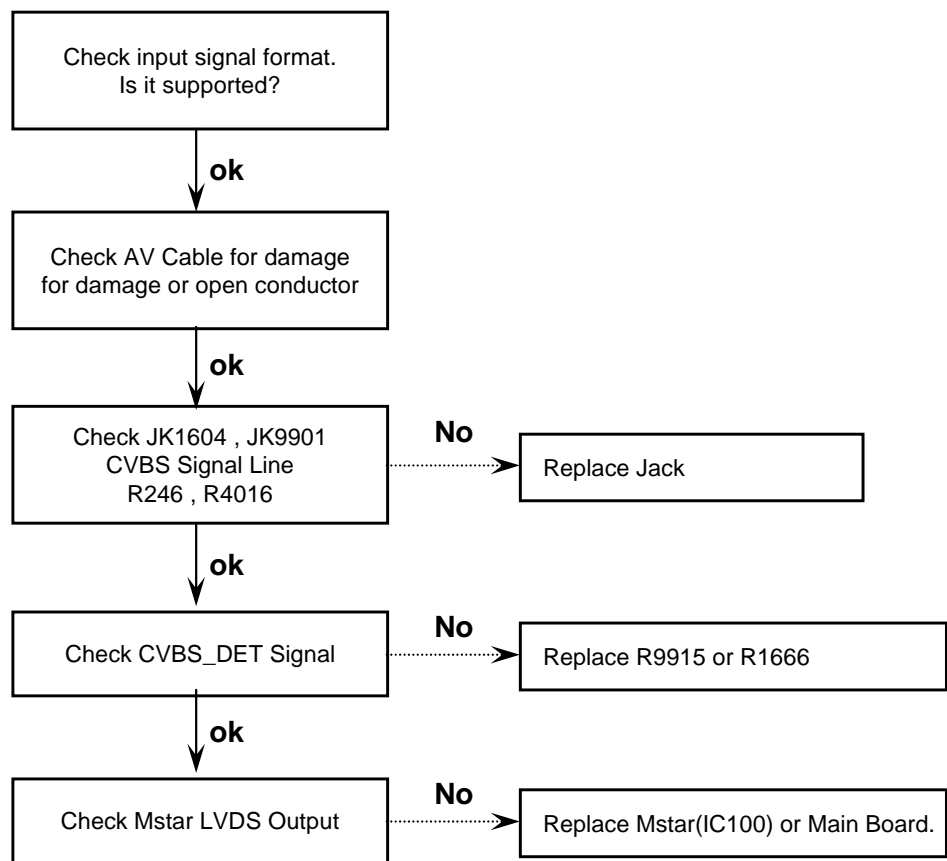 Check input signal format.
Is it supported?
ok
Check AV Cable for damage
for damage or open conductor
ok
Check JK1604 , JK9901
CVBS Signal Line
R246 , R4016
No
Replace Jack
ok
Check CVBS_DET Signal
No
Replace R9915 or R1666
ok
Check Mstar LVDS Output
No
Replace Mstar(IC100) or Main Board.